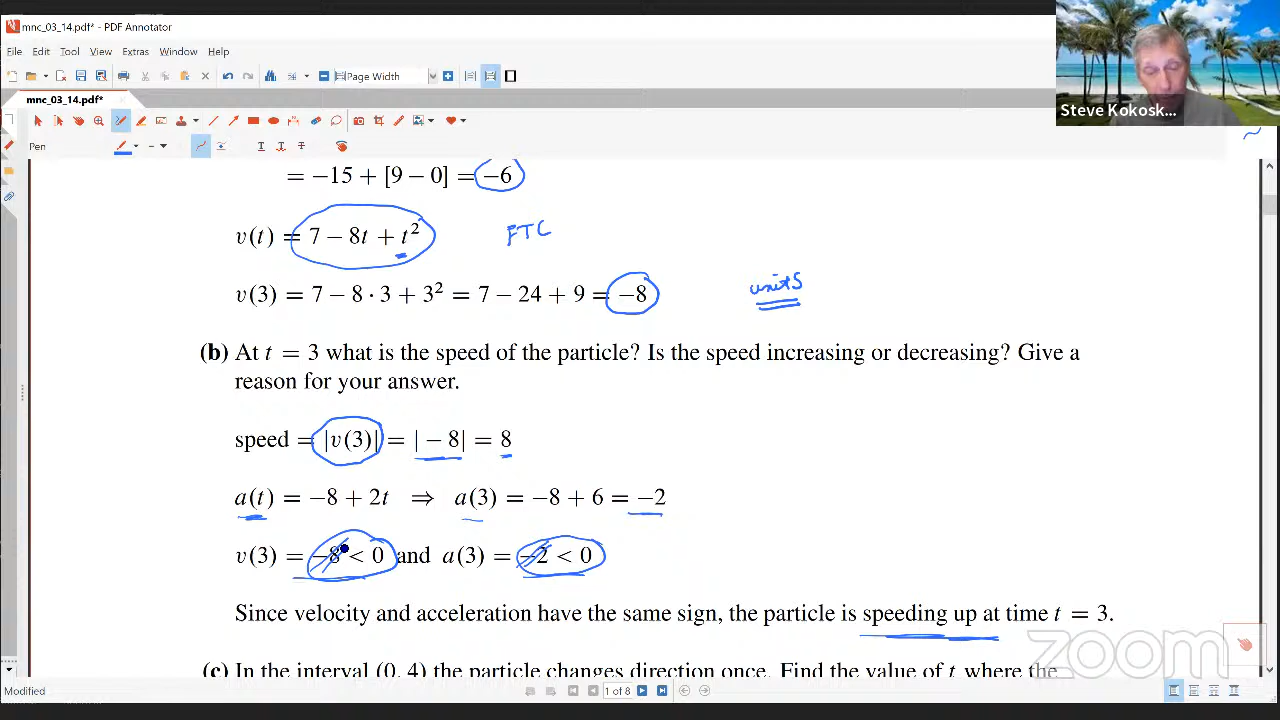 mnc_03_14.pdf* - PDF Annotator
File Edit Tool View Extras Window Help
Page Width
mnc_03_14.pdf*
Pen
Steve Kokosk...
= −15 + [9 − 0] = −6
v(t) = 7 − 8t + t² FTC
v(3) = 7 − 8 · 3 + 3² = 7 − 24 + 9 = −8 units
(b) At t = 3 what is the speed of the particle? Is the speed increasing or decreasing? Give a
reason for your answer.
speed = |v(3)| = | − 8| = 8
a(t) = −8 + 2t ⇒ a(3) = −8 + 6 = −2
v(3) = −8 < 0 and a(3) = −2 < 0
Since velocity and acceleration have the same sign, the particle is speeding up at time t = 3.
zoom
(c) In the interval (0, 4) the particle changes direction once. Find the value of t where the
Modified
1 of 8